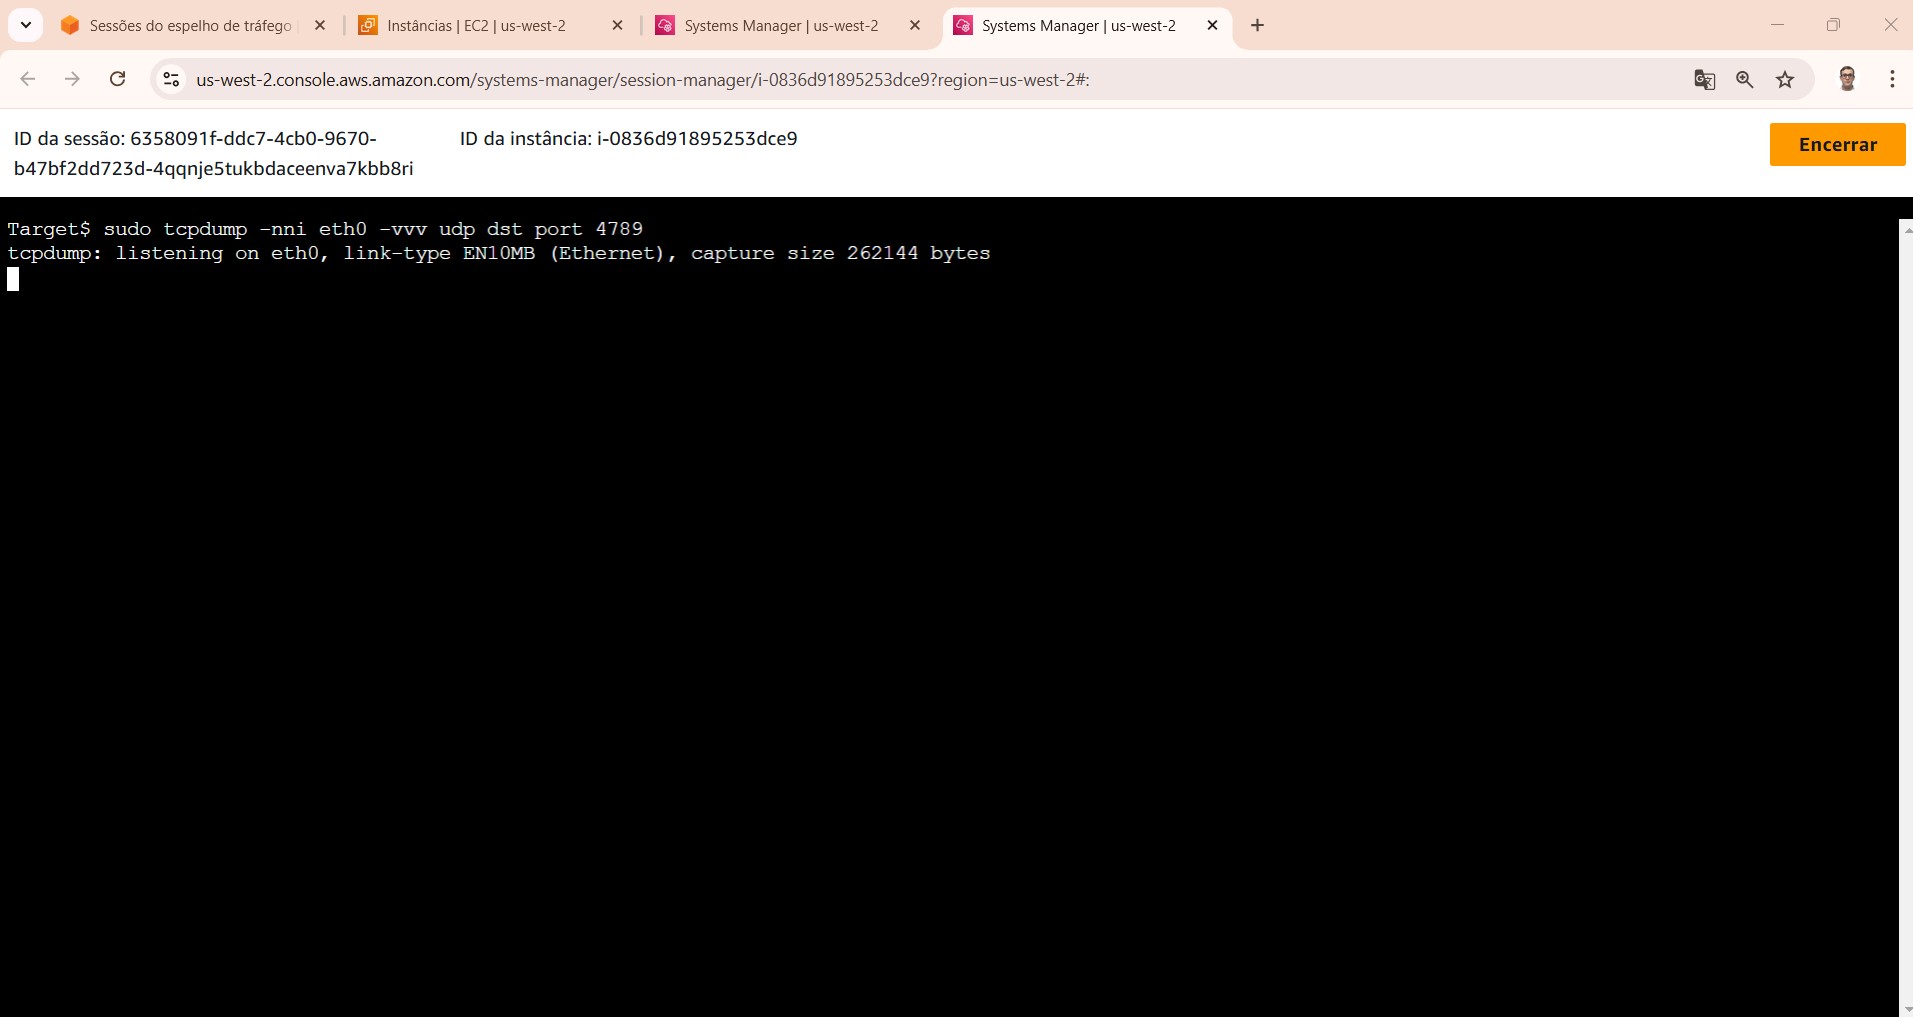 Sessões do espelho de tráfego
Instâncias | EC2 | us-west-2
Systems Manager | us-west-2
Systems Manager | us-west-2
us-west-2.console.aws.amazon.com/systems-manager/session-manager/i-0836d91895253dce9?region=us-west-2#:
ID da sessão: 6358091f-ddc7-4cb0-9670-
b47bf2dd723d-4qqnje5tukbdaceenva7kbb8ri
ID da instância: i-0836d91895253dce9
Encerrar
Target$ sudo tcpdump -nni eth0 -vvv udp dst port 4789
tcpdump: listening on eth0, link-type EN10MB (Ethernet), capture size 262144 bytes